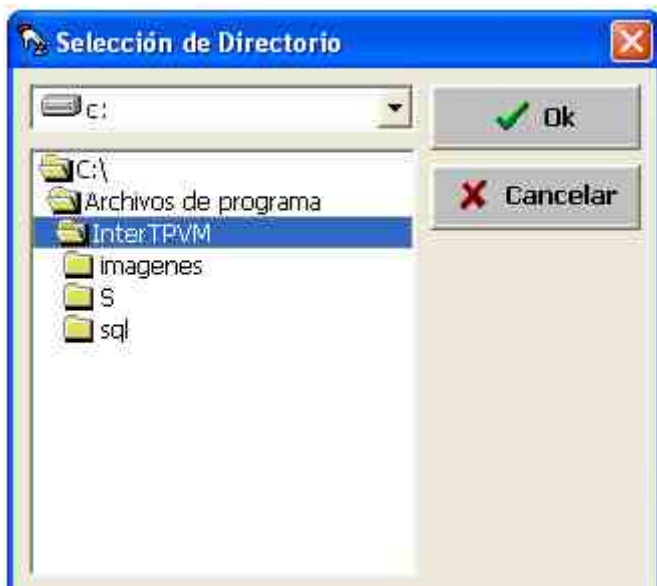 Selección de Directorio
c:
Ok
C:\
Archivos de programa
Cancelar
InterTPVM
imagenes
S
sql